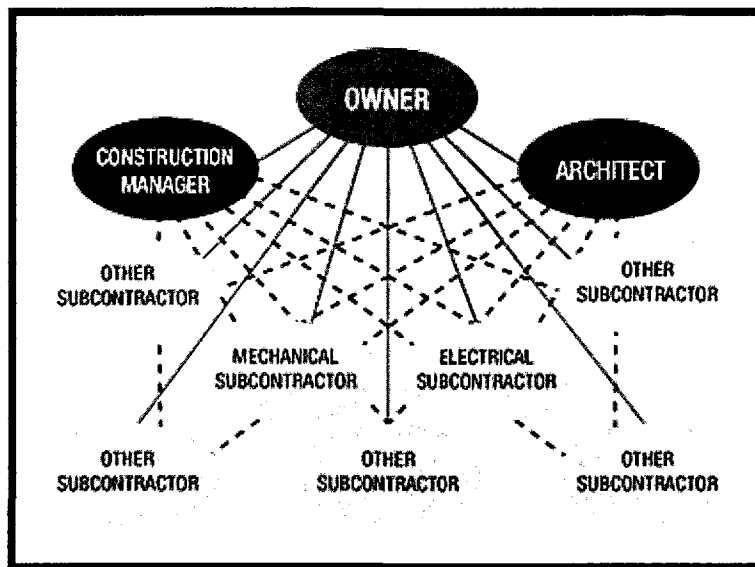 OWNER
CONSTRUCTION
MANAGER
ARCHITECT
OTHER
SUBCONTRACTOR
OTHER
SUBCONTRACTOR
MECHANICAL
SUBCONTRACTOR
ELECTRICAL
SUBCONTRACTOR
OTHER
SUBCONTRACTOR
OTHER
SUBCONTRACTOR
OTHER
SUBCONTRACTOR